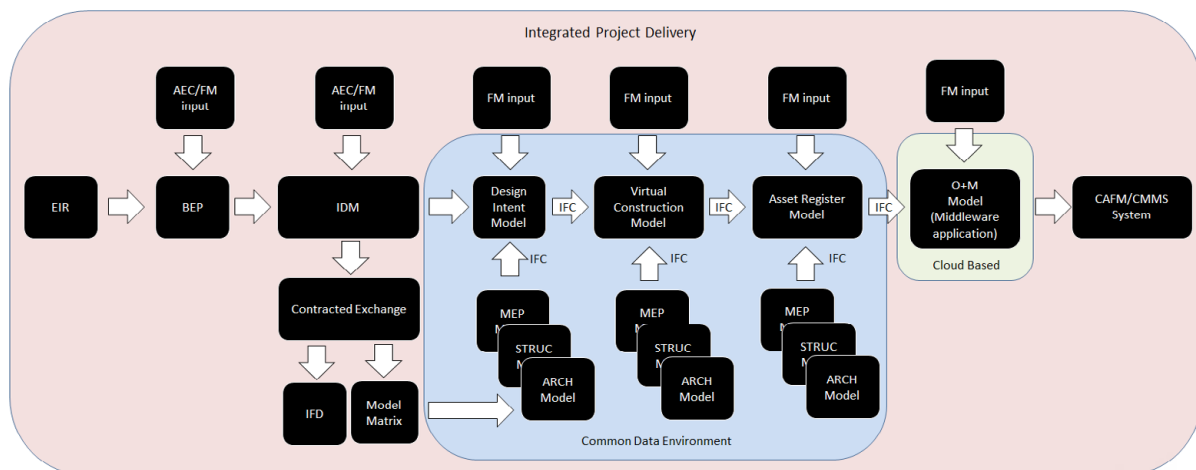 Integrated Project Delivery
AEC/FM
input
AEC/FM
input
FM input
FM input
FM input
FM input
EIR
BEP
IDM
Design
Intent
Model
IFC
Virtual
Construction
Model
IFC
Asset Register
Model
IFC
O+M
Model
(Middleware
application)
CAFM/CMMS
System
Cloud Based
IFC
IFC
IFC
Contracted Exchange
MEP
STRUC
ARCH
Model
MEP
STRUC
ARCH
Model
MEP
STRUC
ARCH
Model
IFD
Model
Matrix
Common Data Environment